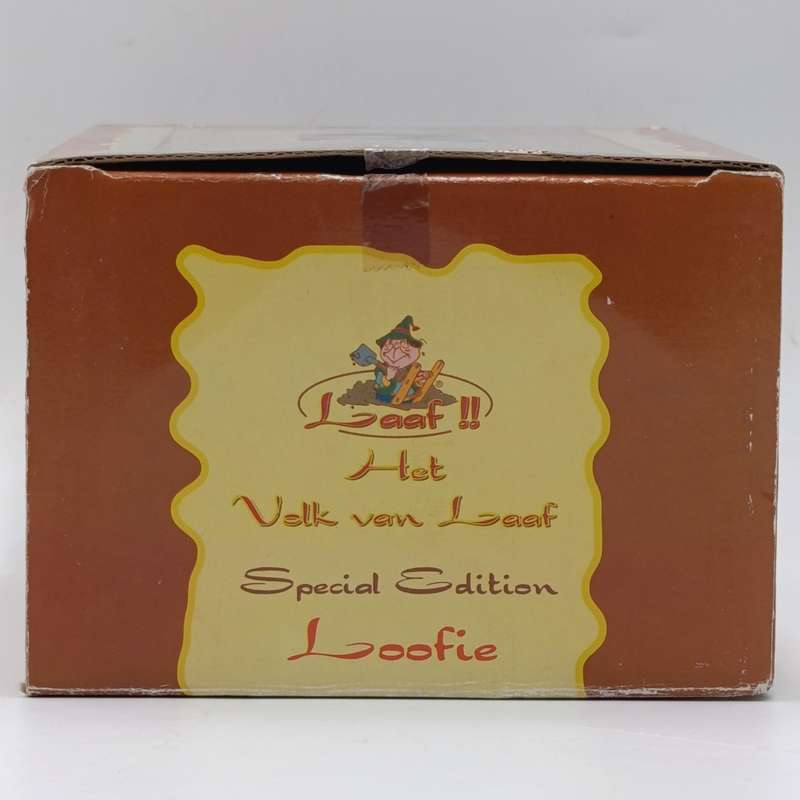 Laaf !!
Het
Volk van Laaf
Special Edition
Loofie